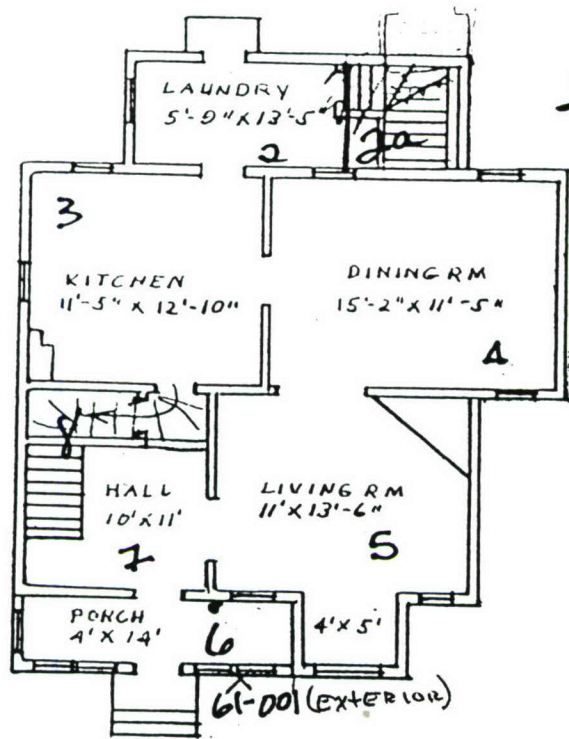 LAUNDRY
5'-9" X 13'-5"
2
2a
3
KITCHEN
11'-5" X 12'-10"
DINING RM
15'-2" X 11'-5"
4
8
HALL
10' X 11'
7
LIVING RM
11' X 13'-6"
5
PORCH
4' X 14'
6
4' X 5'
61-001 (EXTERIOR)